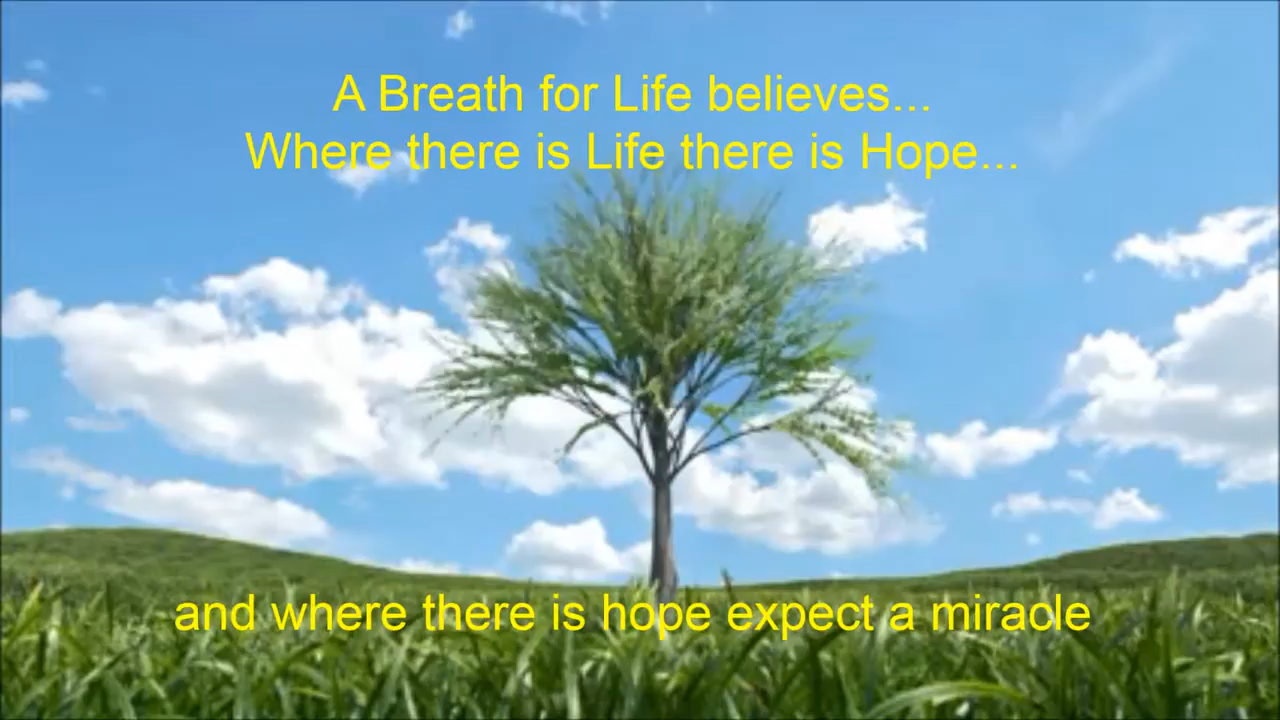 A Breath for Life believes...
Where there is Life there is Hope...
and where there is hope expect a miracle